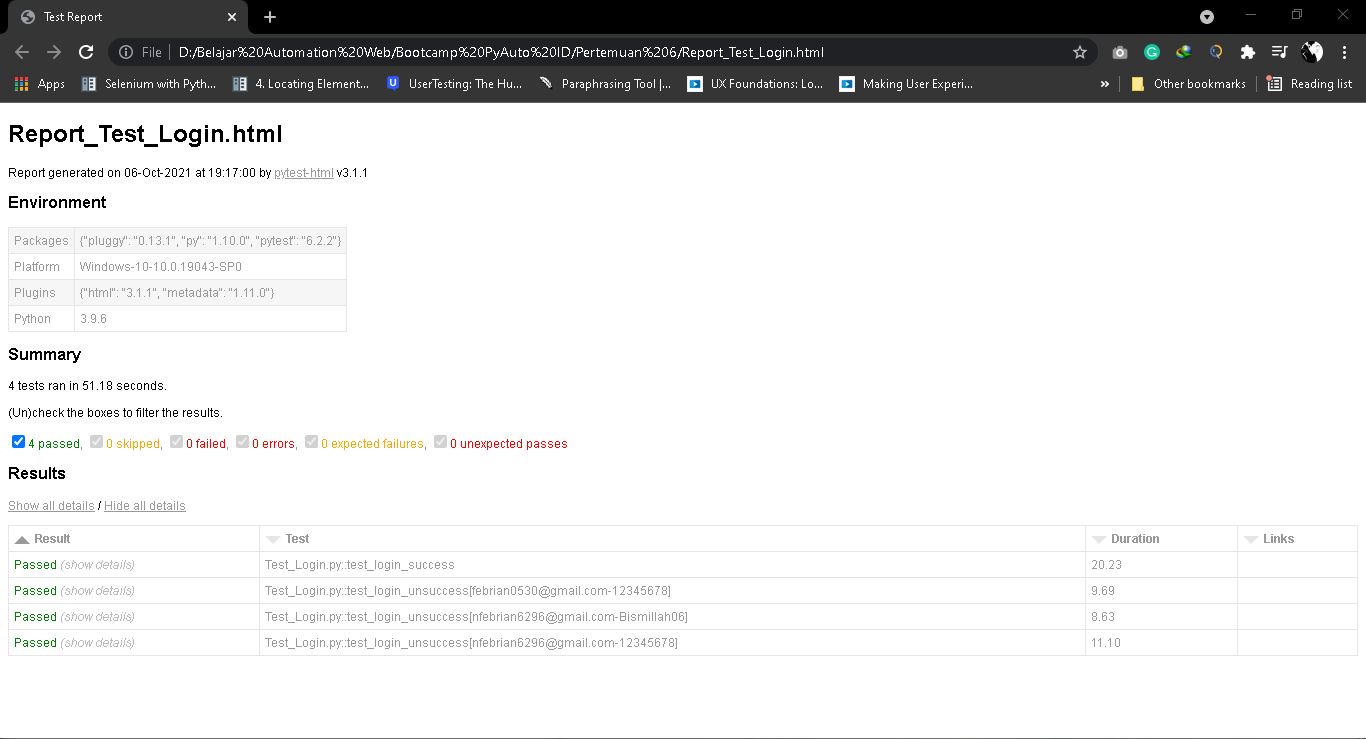 Test Report
File D:/Belajar%20Automation%20Web/Bootcamp%20PyAuto%20ID/Pertemuan%206/Report_Test_Login.html
Apps Selenium with Pyth... 4. Locating Element... UserTesting: The Hu... Paraphrasing Tool |... UX Foundations: Lo... Making User Experi... » Other bookmarks Reading list
Report_Test_Login.html
Report generated on 06-Oct-2021 at 19:17:00 by pytest-html v3.1.1
Environment
Packages {"pluggy": "0.13.1", "py": "1.10.0", "pytest": "6.2.2"}
Platform Windows-10-10.0.19043-SP0
Plugins {"html": "3.1.1", "metadata": "1.11.0"}
Python 3.9.6
Summary
4 tests ran in 51.18 seconds.
(Un)check the boxes to filter the results.
4 passed, 0 skipped, 0 failed, 0 errors, 0 expected failures, 0 unexpected passes
Results
Show all details / Hide all details
Result Test Duration Links
Passed (show details) Test_Login.py::test_login_success 20.23
Passed (show details) Test_Login.py::test_login_unsuccess[febrian0530@gmail.com-12345678] 9.69
Passed (show details) Test_Login.py::test_login_unsuccess[nfebrian6296@gmail.com-Bismillah06] 8.63
Passed (show details) Test_Login.py::test_login_unsuccess[nfebrian6296@gmail.com-12345678] 11.10